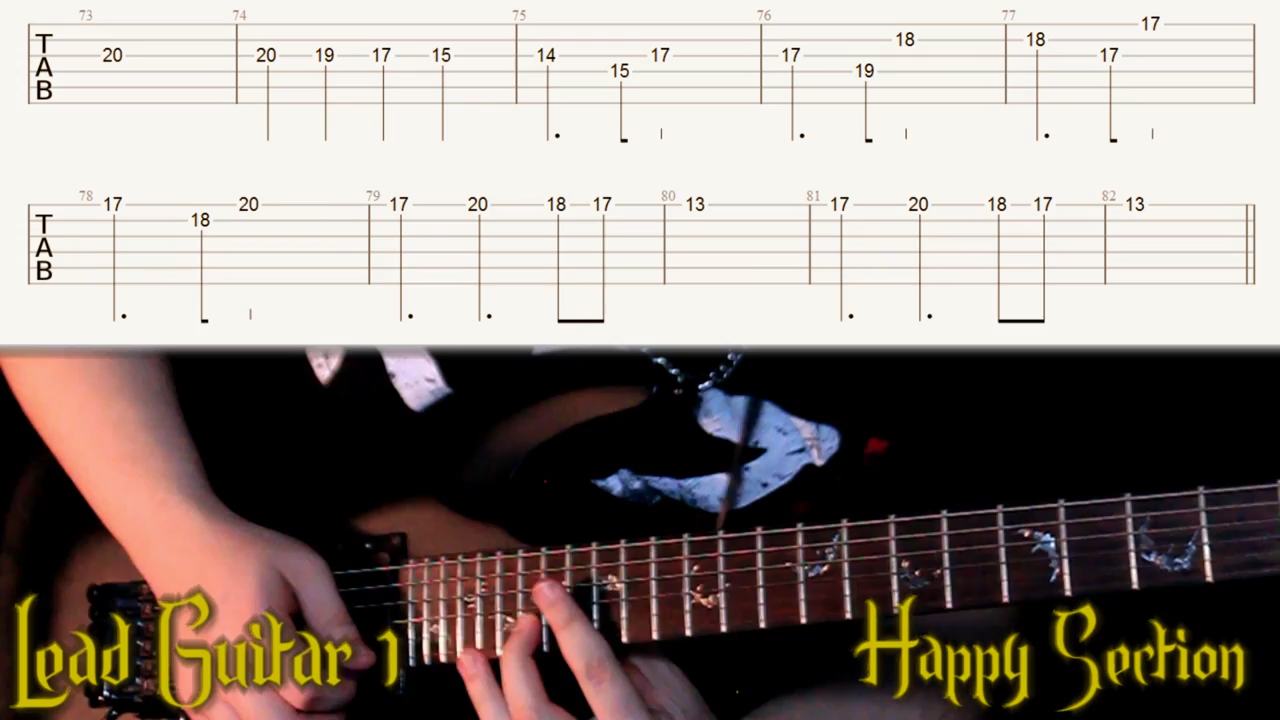 73 74 75 76 77
17
18 18
T 20 20 19 17 15 14 17 17 17
A 15 19
B
78 17 20 79 17 20 18 17 80 13 81 17 20 18 17 82 13
T 18
A
B
Lead Guitar 1 Happy Section